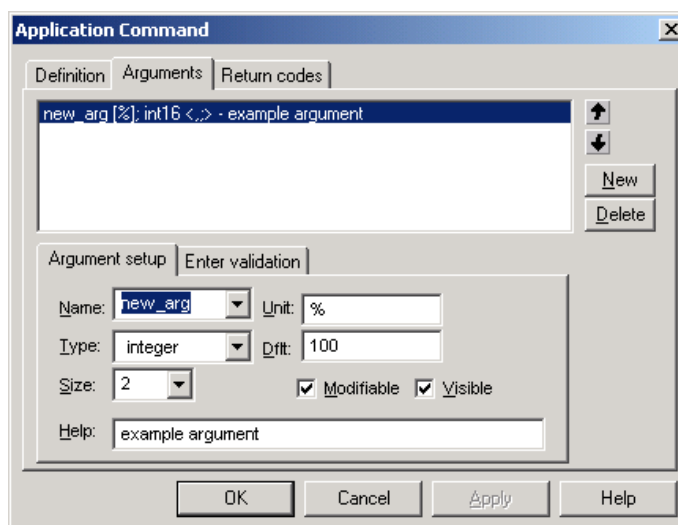 Application Command
Definition Arguments Return codes
new_arg [%]; int16 <,;> - example argument
New
Delete
Argument setup Enter validation
Name: new_arg Unit: %
Type: integer Dflt: 100
Size: 2 Modifiable Visible
Help: example argument
OK Cancel Apply Help